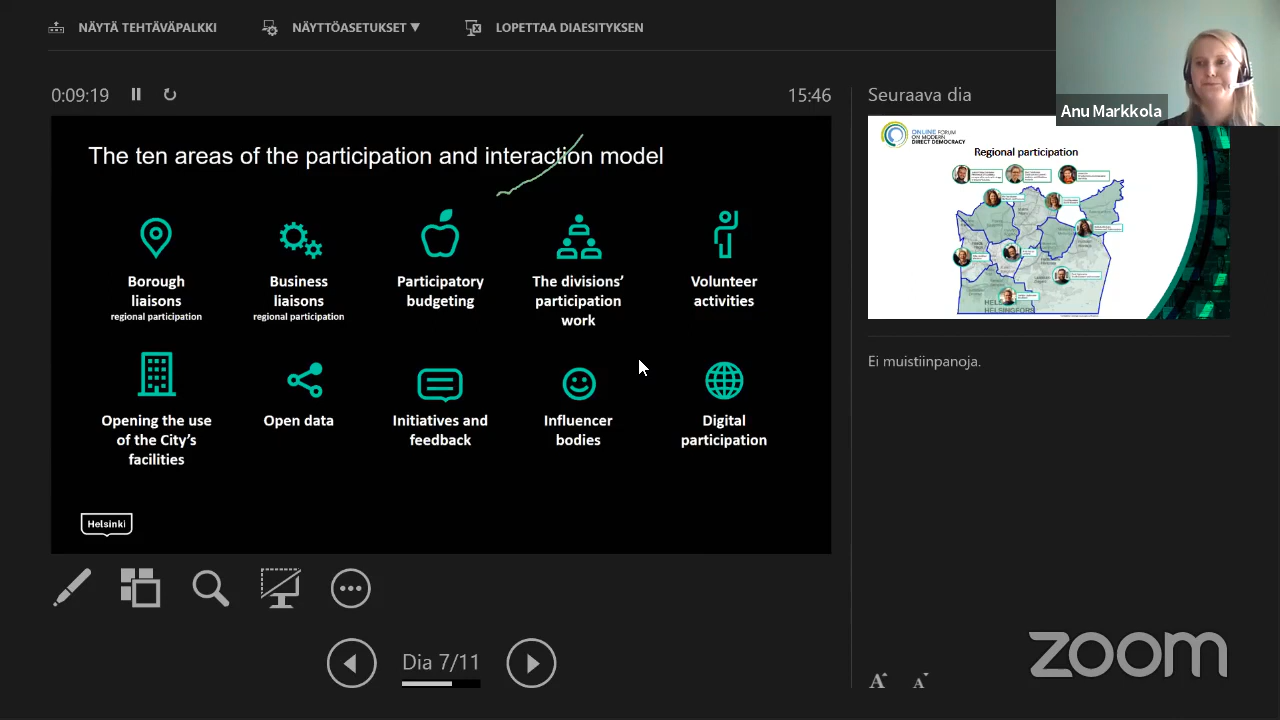 NÄYTÄ TEHTÄVÄPALKKI
NÄYTTÖASETUKSET
LOPETTAA DIAESITYKSEN
Anu Markkola
0:09:19
15:46
Seuraava dia
The ten areas of the participation and interaction model
Borough
liaisons
regional participation
Business
liaisons
regional participation
Participatory
budgeting
The divisions’
participation
work
Volunteer
activities
Opening the use
of the City’s
facilities
Open data
Initiatives and
feedback
Influencer
bodies
Digital
participation
Helsinki
ONLINE FORUM
ON MODERN
DIRECT DEMOCRACY
Regional participation
HELSINKI
HELSINGFORS
Ei muistiinpanoja.
Dia 7/11
A A
zoom